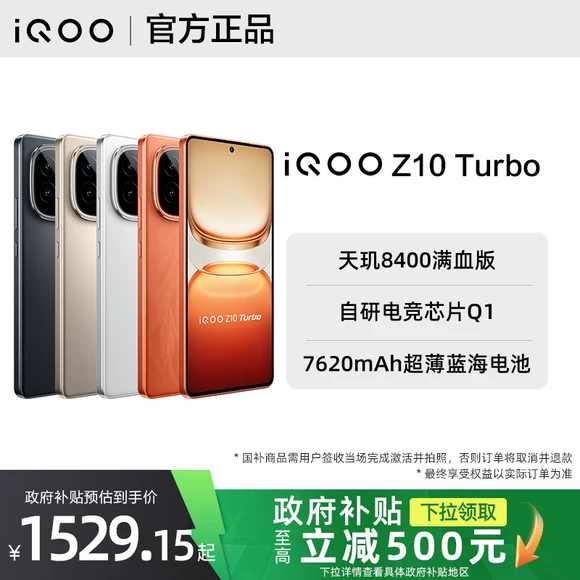 iQOO | 官方正品
iQOO Z10 Turbo
iQOO Z10 Turbo
天玑8400满血版
自研电竞芯片Q1
7620mAh超薄蓝海电池
* 国补商品需用户签收当场完成激活并拍照，否则订单将取消并退款
* 最终享受权益以实际订单为准
政府补贴预估到手价
¥1529.15起
政府补贴 下拉领取
至高立减500元
下拉详情查看具体政府补贴地区